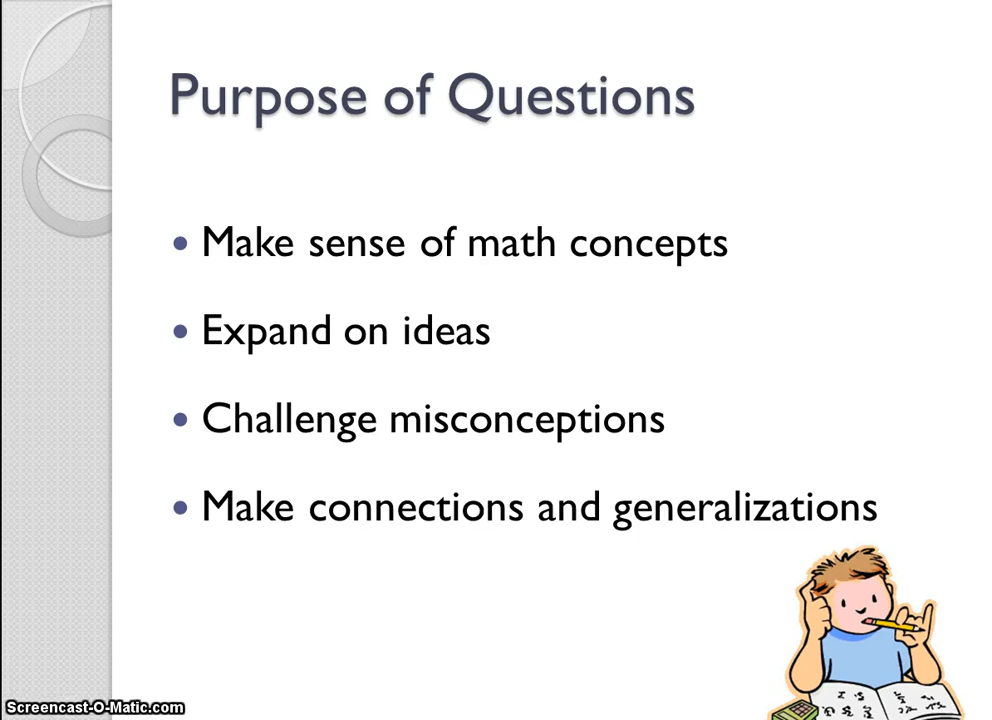 Purpose of Questions
• Make sense of math concepts
• Expand on ideas
• Challenge misconceptions
• Make connections and generalizations
Screencast-O-Matic.com